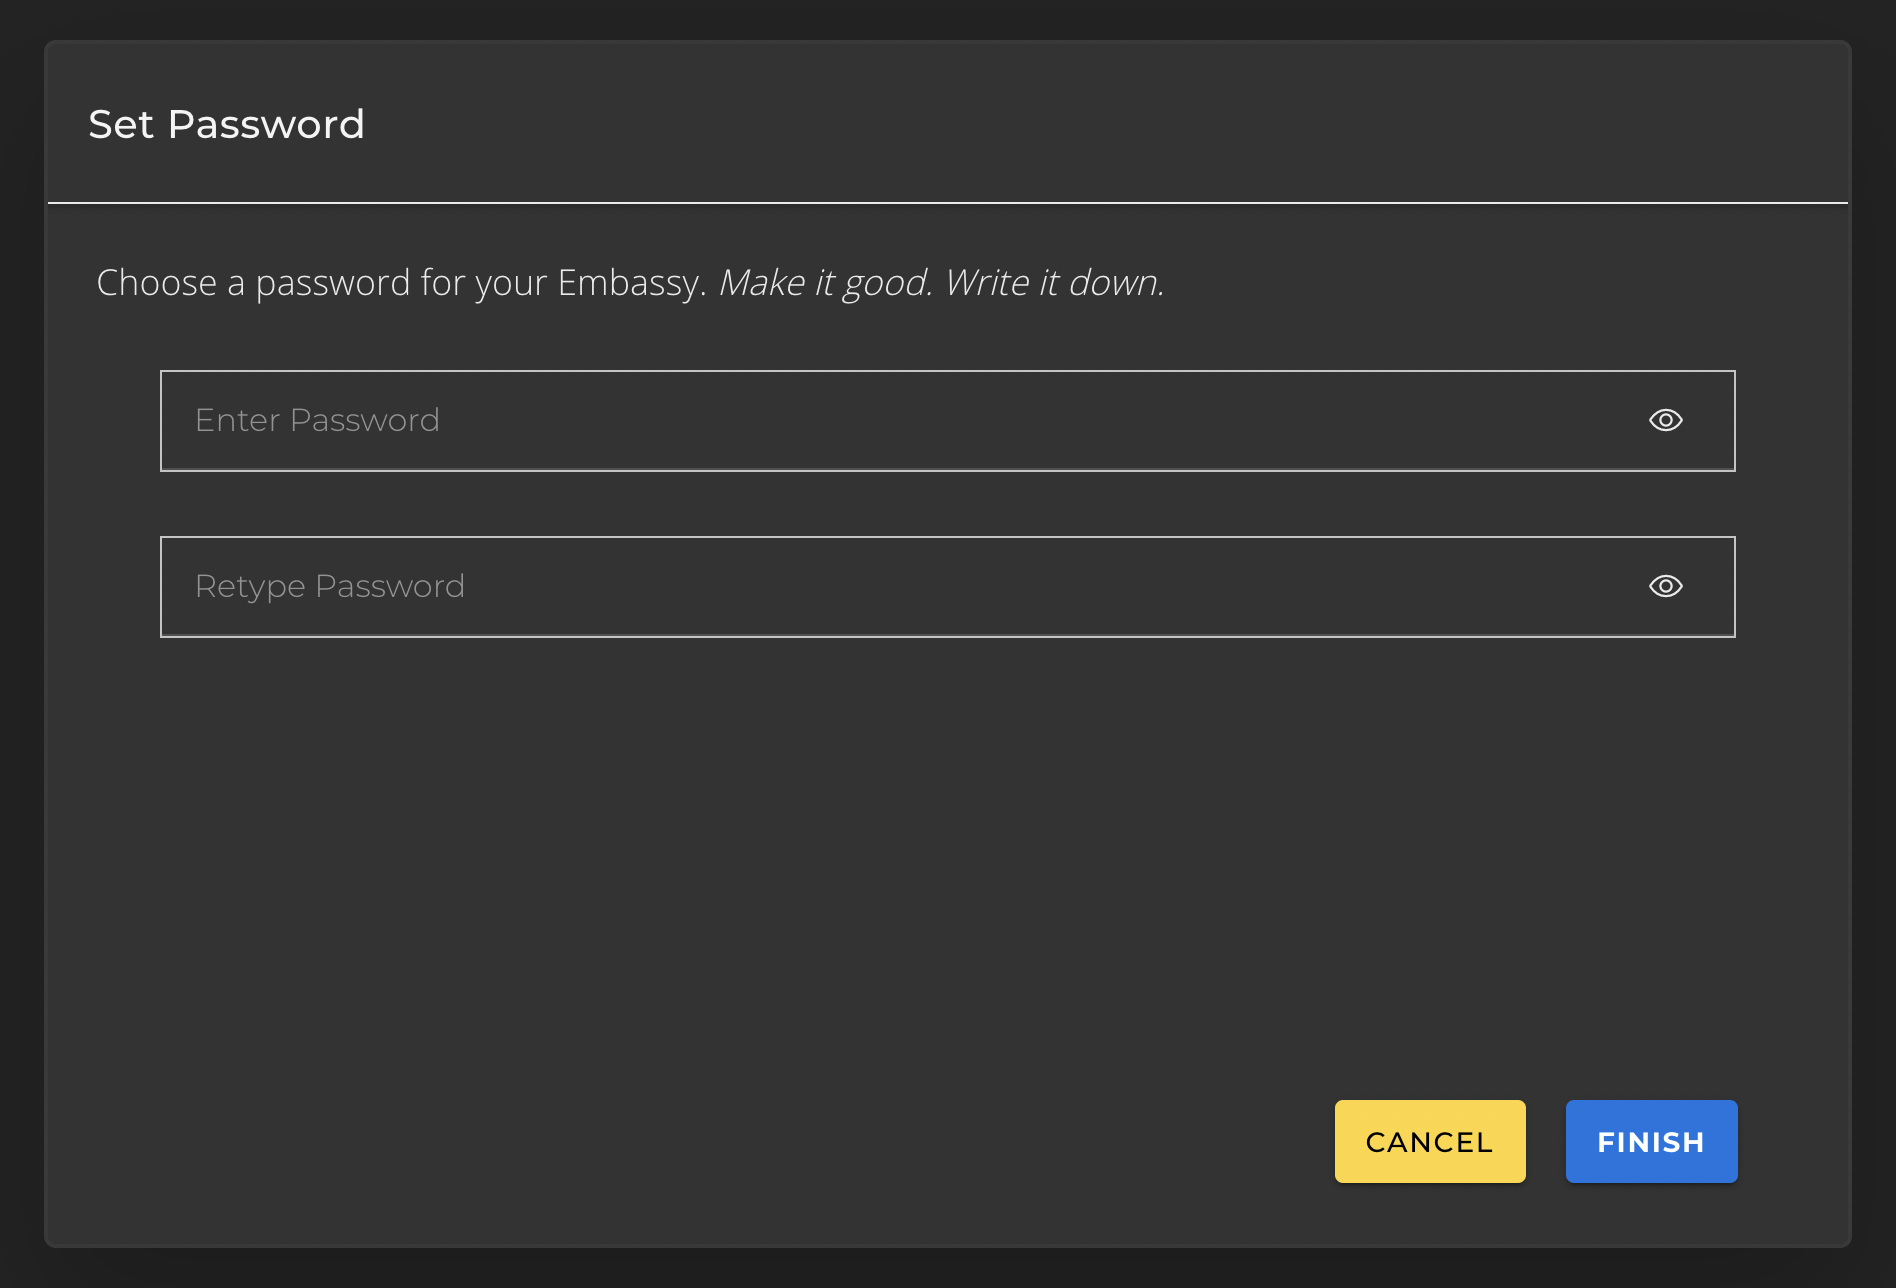 Set Password
Choose a password for your Embassy. Make it good. Write it down.
Enter Password
Retype Password
CANCEL
FINISH